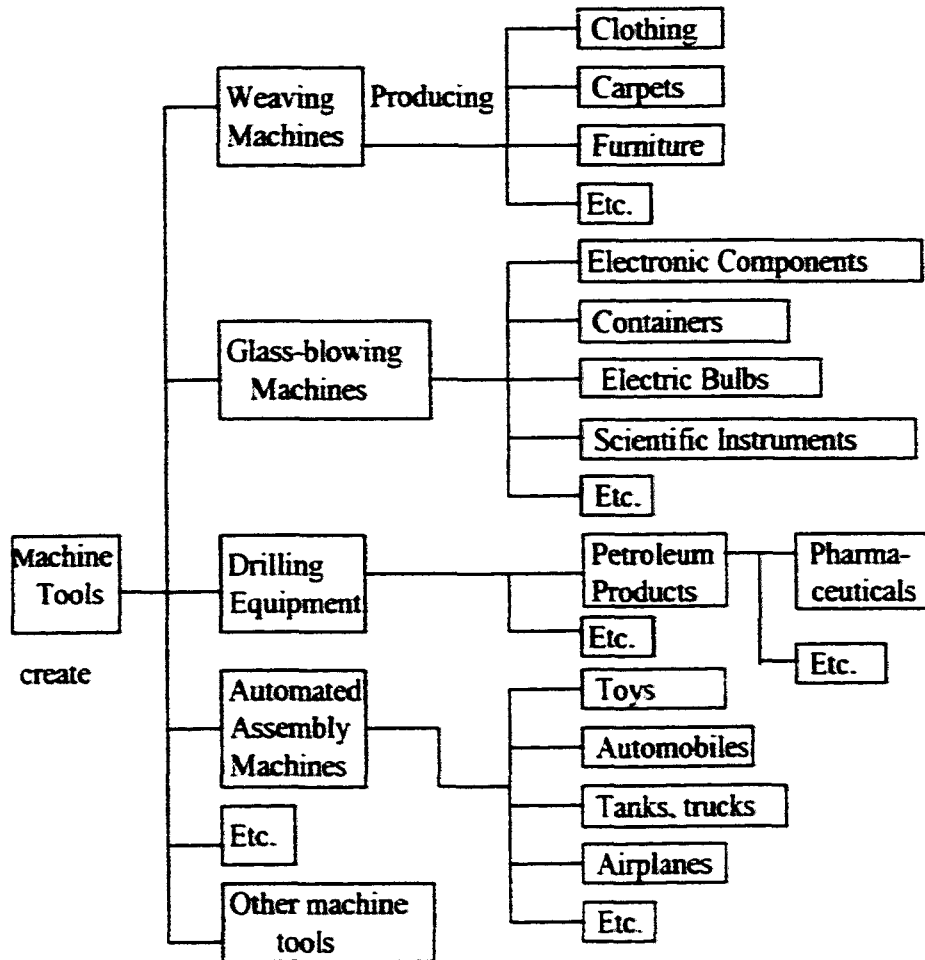 Machine
Tools
create
Weaving
Machines
Producing
Clothing
Carpets
Furniture
Etc.
Glass-blowing
Machines
Electronic Components
Containers
Electric Bulbs
Scientific Instruments
Etc.
Drilling
Equipment
Petroleum
Products
Pharma-
ceuticals
Etc.
Etc.
Automated
Assembly
Machines
Toys
Automobiles
Tanks, trucks
Airplanes
Etc.
Etc.
Other machine
tools